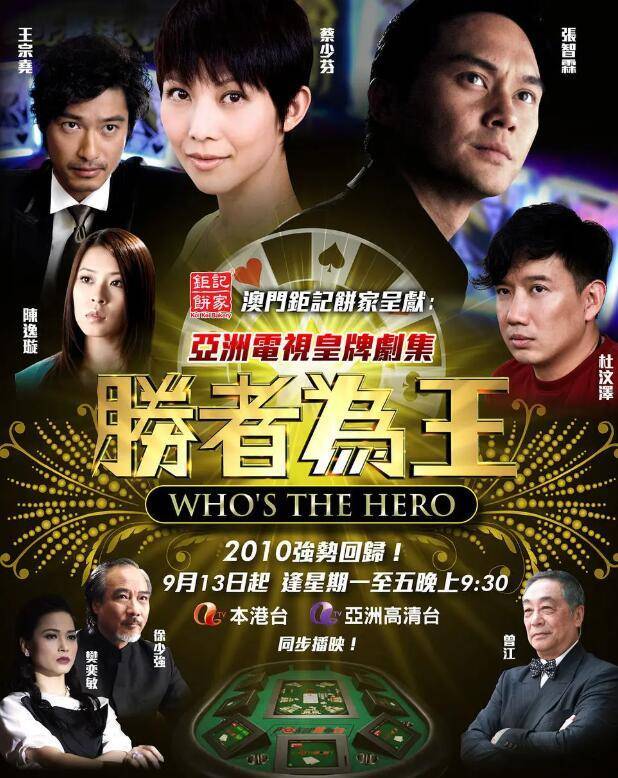 王宗堯
蔡少芬
張智霖
陳逸璇
鉅記
餅家
Koi Kei Bakery
澳門鉅記餅家呈獻：
亞洲電視皇牌劇集
杜汶澤
勝者為王
WHO'S THE HERO
2010強勢回歸！
9月13日起 逢星期一至五晚上9:30
aTV 本港台 aTV 亞洲高清台
同步播映！
樊奕敏
徐少強
曾江